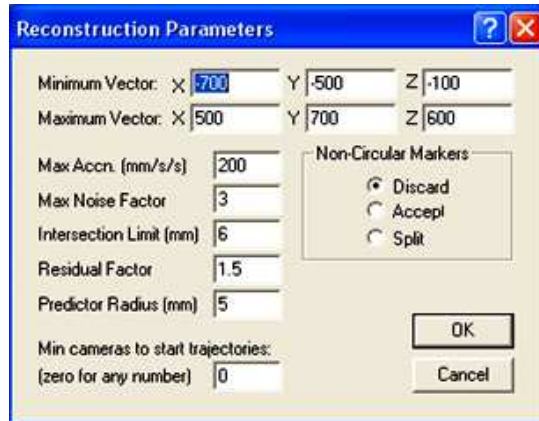 Reconstruction Parameters
Minimum Vector: X -700 Y -500 Z -100
Maximum Vector: X 500 Y 700 Z 600
Max Accn. (mm/s/s) 200
Max Noise Factor 3
Intersection Limit (mm) 6
Residual Factor 1.5
Predictor Radius (mm) 5
Min cameras to start trajectories:
(zero for any number) 0
Non-Circular Markers
Discard
Accept
Split
OK
Cancel